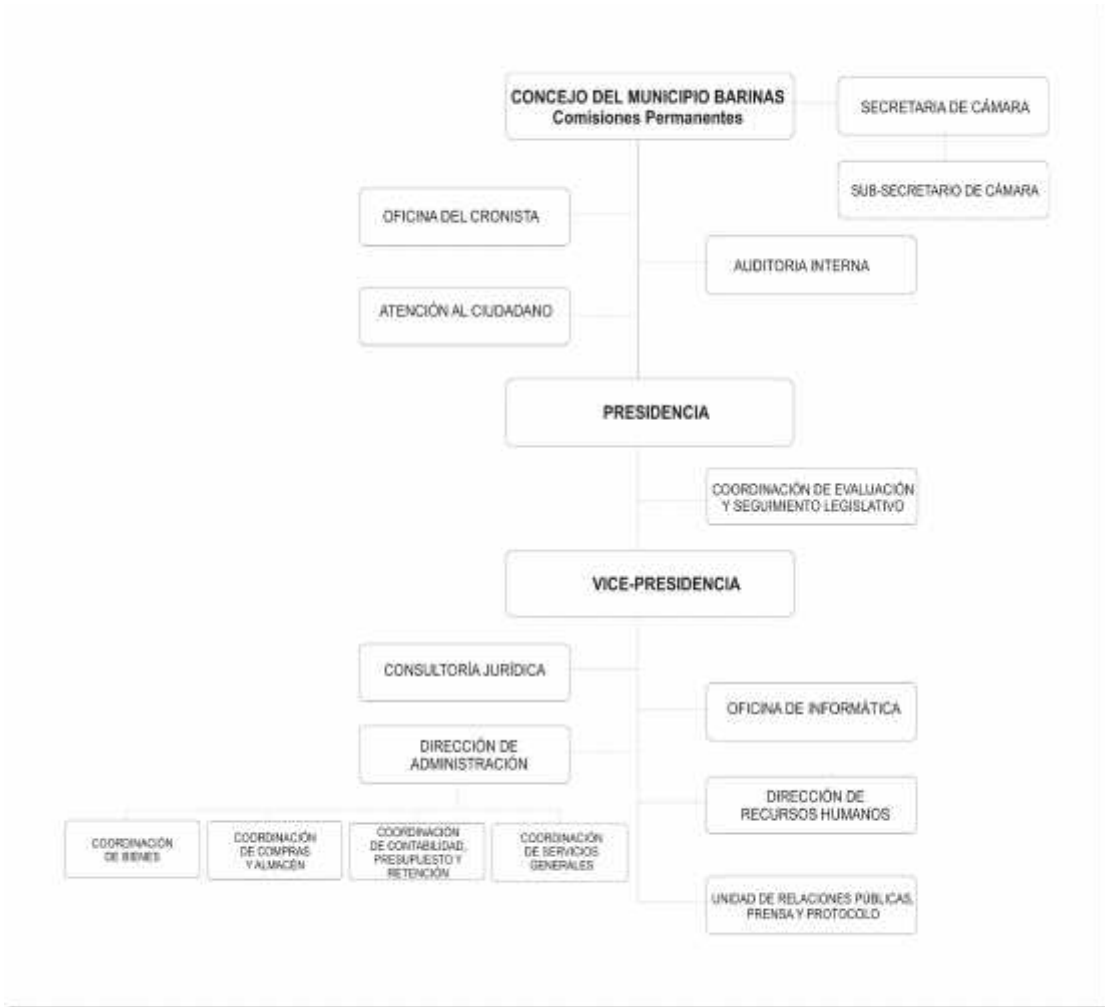 CONCEJO DEL MUNICIPIO BARINAS
Comisiones Permanentes
SECRETARIA DE CÁMARA
SUB-SECRETARIO DE CÁMARA
OFICINA DEL CRONISTA
AUDITORIA INTERNA
ATENCIÓN AL CIUDADANO
PRESIDENCIA
COORDINACIÓN DE EVALUACIÓN
Y SEGUIMIENTO LEGISLATIVO
VICE-PRESIDENCIA
CONSULTORÍA JURÍDICA
OFICINA DE INFORMÁTICA
DIRECCIÓN DE
ADMINISTRACIÓN
DIRECCIÓN DE
RECURSOS HUMANOS
COORDINACIÓN
DE BIENES
COORDINACIÓN
DE COMPRAS
Y ALMACÉN
COORDINACIÓN
DE CONTABILIDAD,
PRESUPUESTO Y
RETENCIÓN
COORDINACIÓN
DE SERVICIOS
GENERALES
UNIDAD DE RELACIONES PÚBLICAS,
PRENSA Y PROTOCOLO